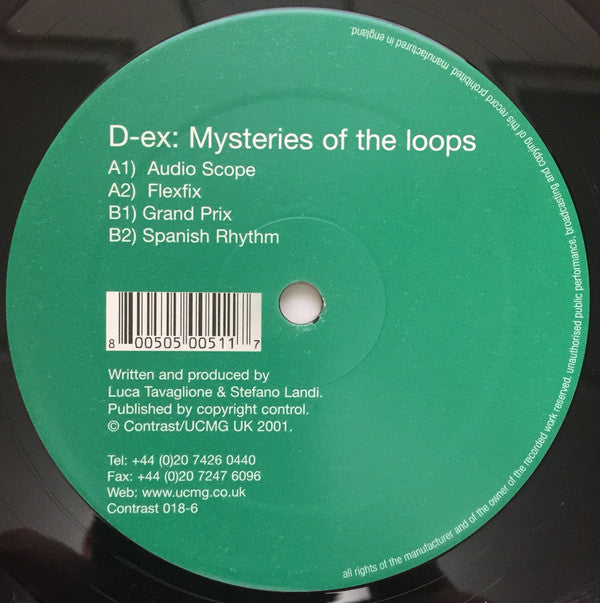 D-ex: Mysteries of the loops
A1) Audio Scope
A2) Flexfix
B1) Grand Prix
B2) Spanish Rhythm
8 00505 00511 7
Written and produced by
Luca Tavaglione & Stefano Landi.
Published by copyright control.
© Contrast/UCMG UK 2001.
Tel: +44 (0)20 7426 0440
Fax: +44 (0)20 7247 6096
Web: www.ucmg.co.uk
Contrast 018-6
all rights of the manufacturer and of the owner of the recorded work reserved. unauthorised public performance, broadcasting and copying of this record prohibited. manufactured in england.